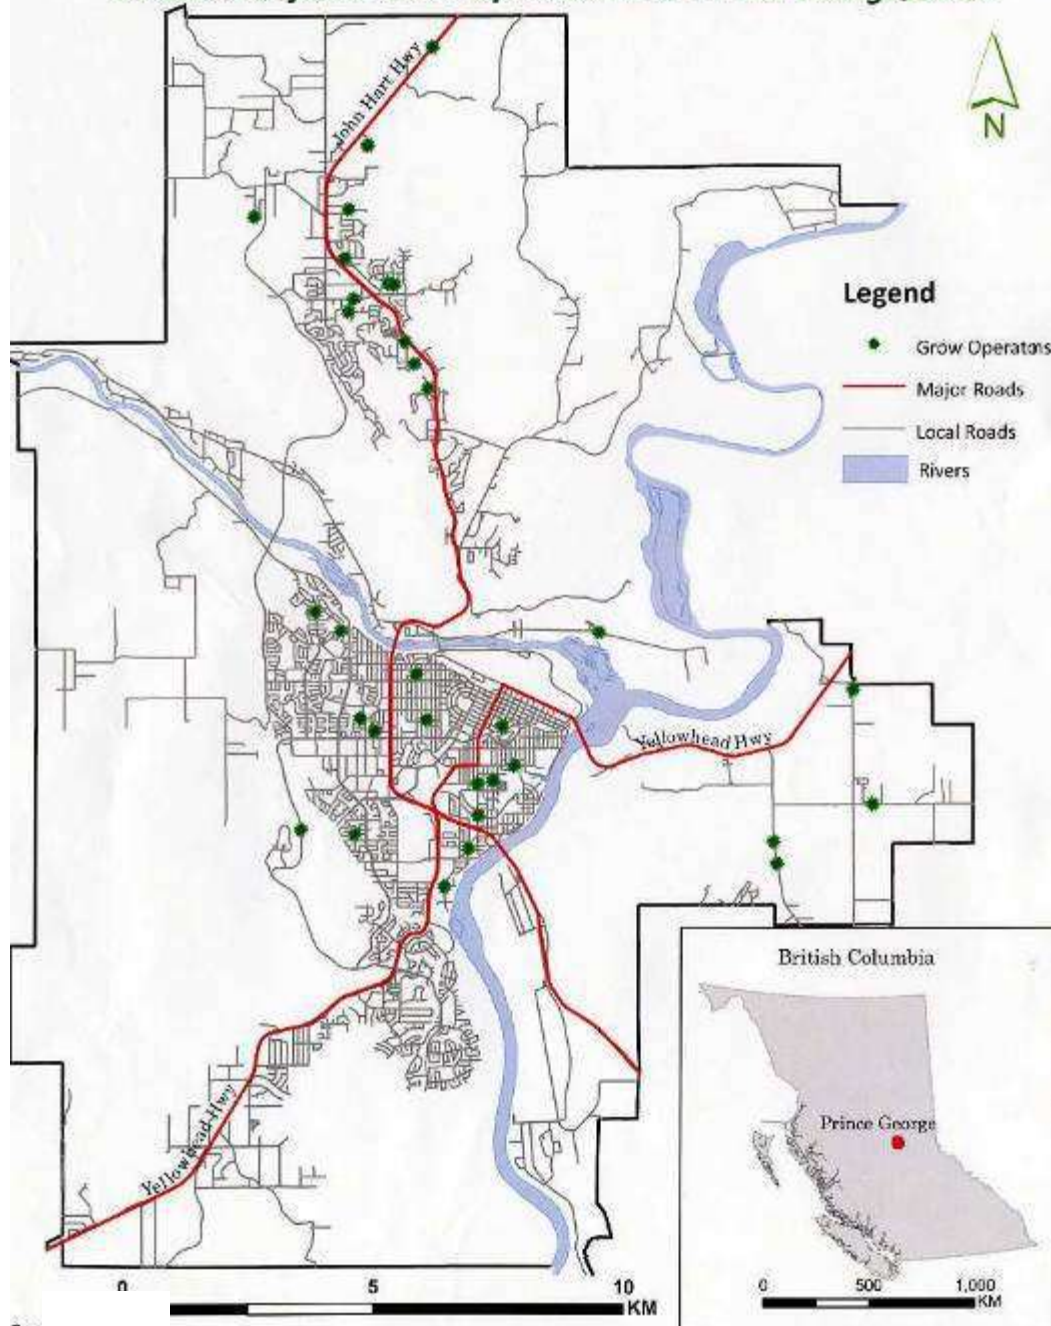 John Hart Hwy
N
Legend
Grow Operatons
Major Roads
Local Roads
Rivers
Yellowhead Hwy
Yellowhead Hwy
British Columbia
Prince George
0 500 1,000
KM
0 5 10
KM